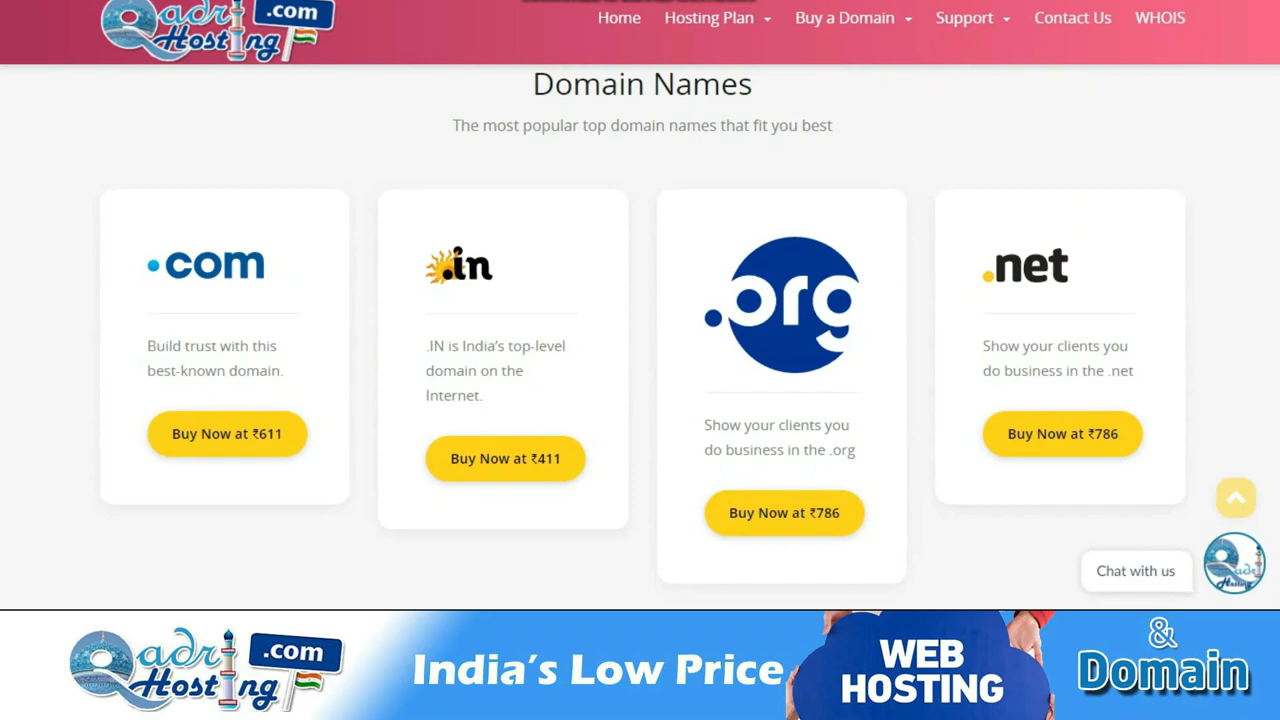 Qadri Hosting .com
Home Hosting Plan Buy a Domain Support Contact Us WHOIS
Domain Names
The most popular top domain names that fit you best
.com
Build trust with this
best-known domain.
Buy Now at ₹611
.in
.IN is India’s top-level
domain on the
Internet.
Buy Now at ₹411
.org
Show your clients you
do business in the .org
Buy Now at ₹786
.net
Show your clients you
do business in the .net
Buy Now at ₹786
Chat with us
Qadri
Hosting
Qadri Hosting .com
India’s Low Price
WEB
HOSTING
&
Domain